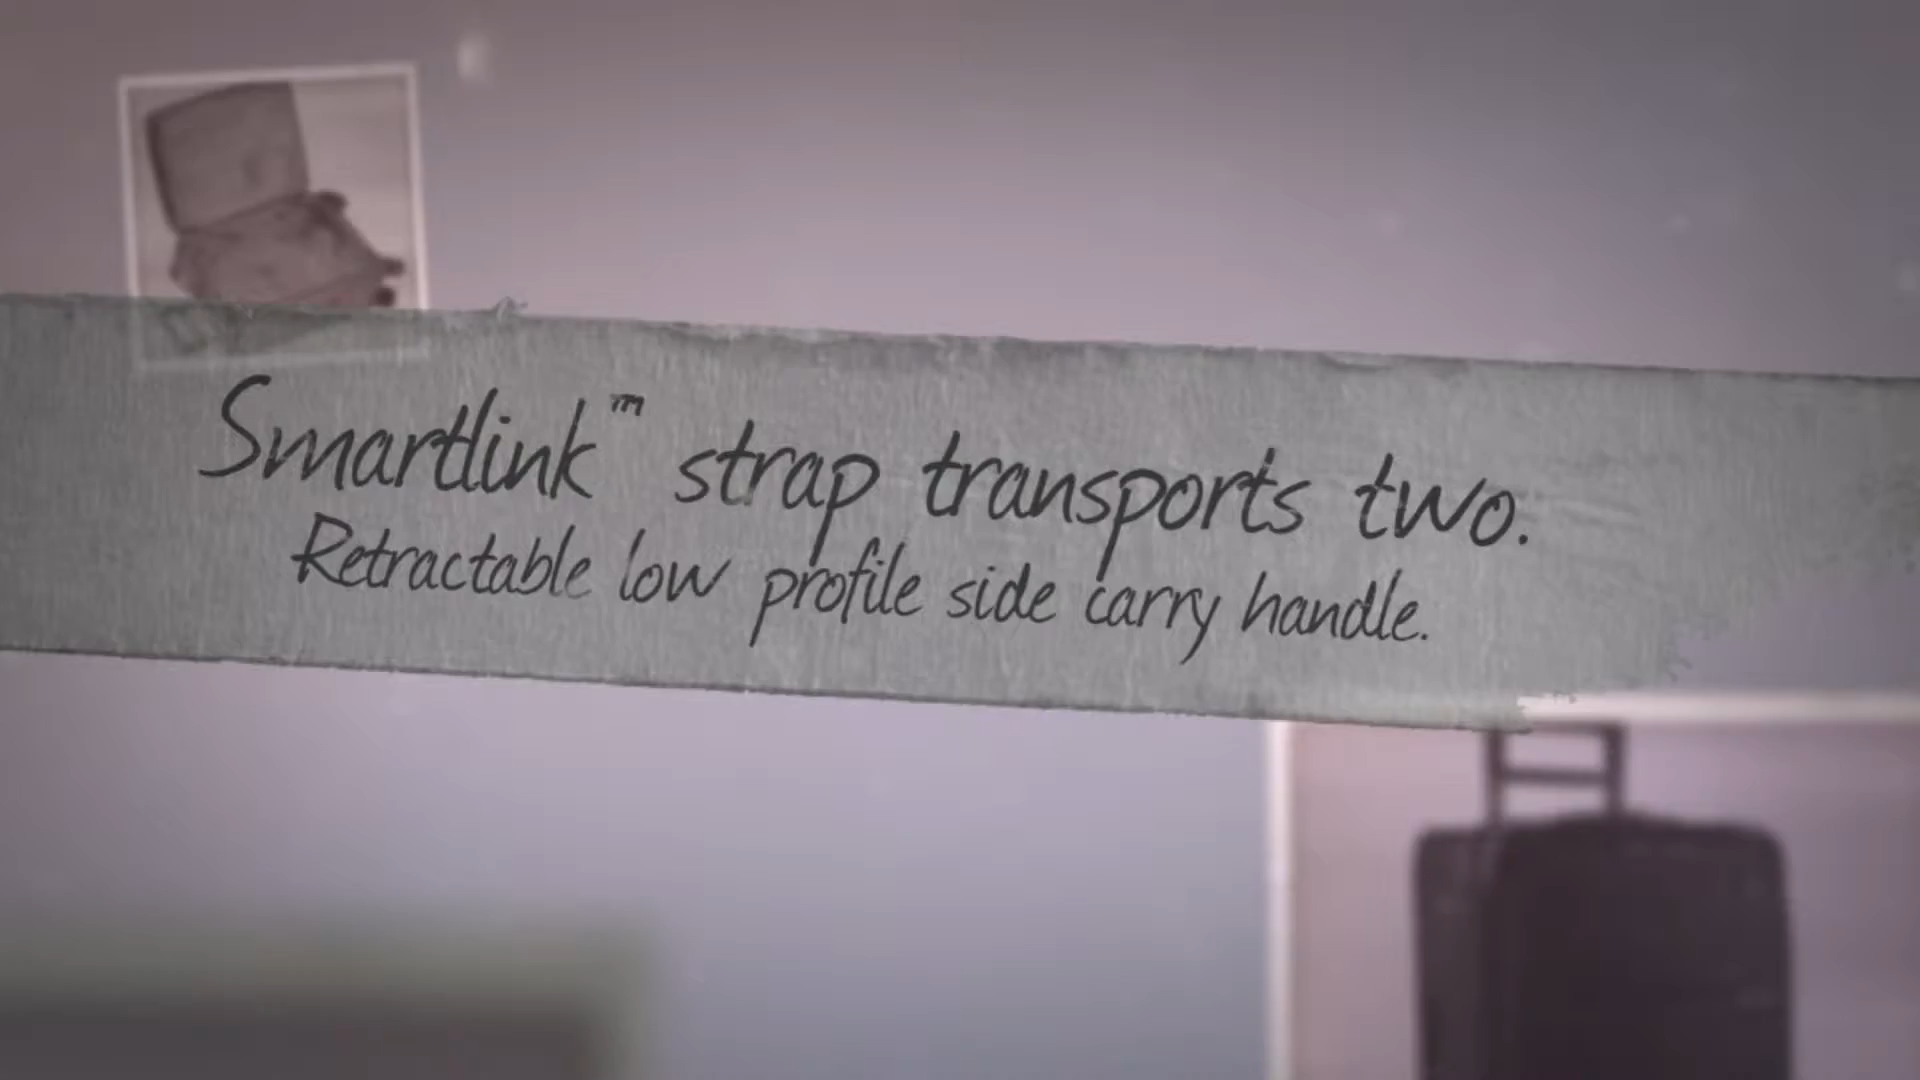 Smartlink™ strap transports two.
Retractable low profile side carry handle.